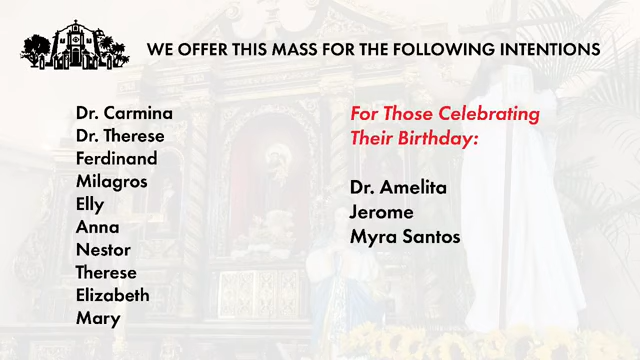 WE OFFER THIS MASS FOR THE FOLLOWING INTENTIONS
Dr. Carmina
Dr. Therese
Ferdinand
Milagros
Elly
Anna
Nestor
Therese
Elizabeth
Mary
For Those Celebrating
Their Birthday:
Dr. Amelita
Jerome
Myra Santos